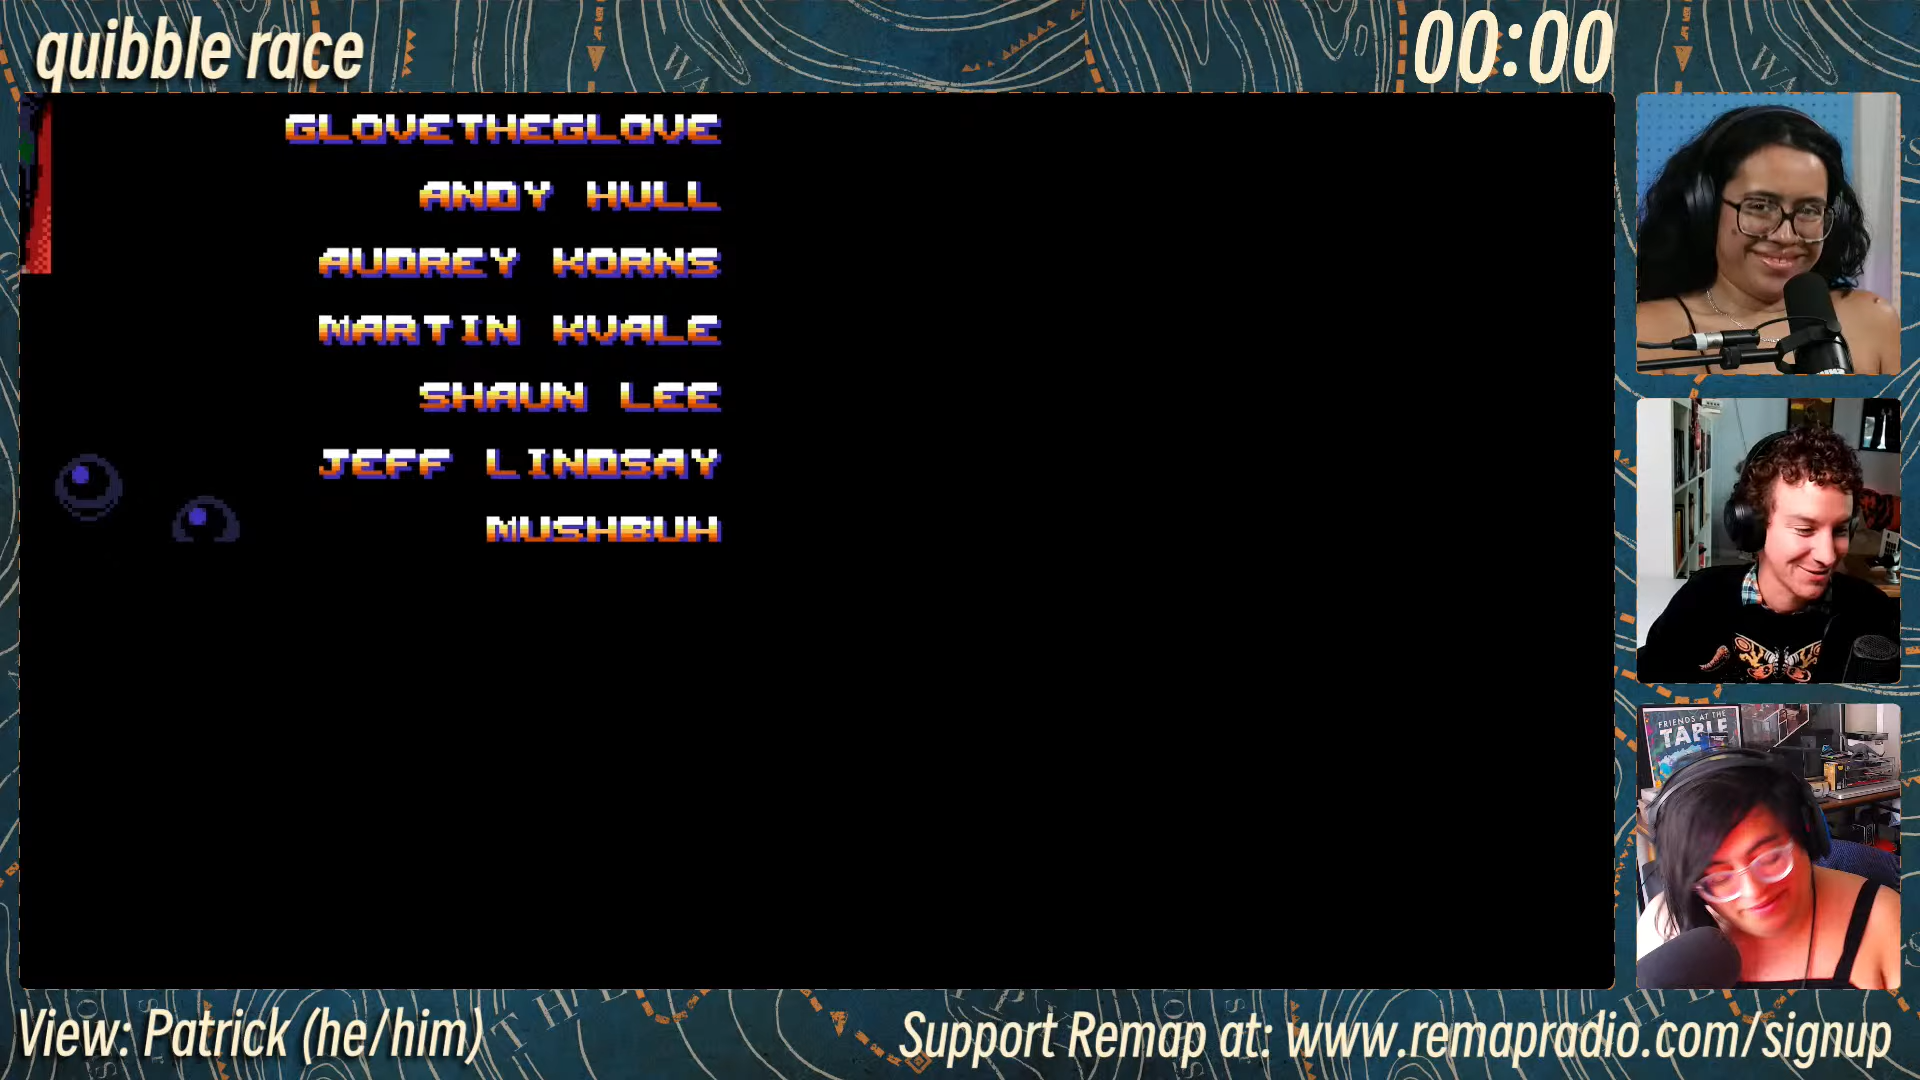 quibble race
00:00
GLOVETHEGLOVE
ANDY HULL
AUDREY KORNS
MARTIN KVALE
SHAUN LEE
JEFF LINDSAY
MUSHBUH
FRIENDS AT THE
TABLE
View: Patrick (he/him)
Support Remap at: www.remapradio.com/signup